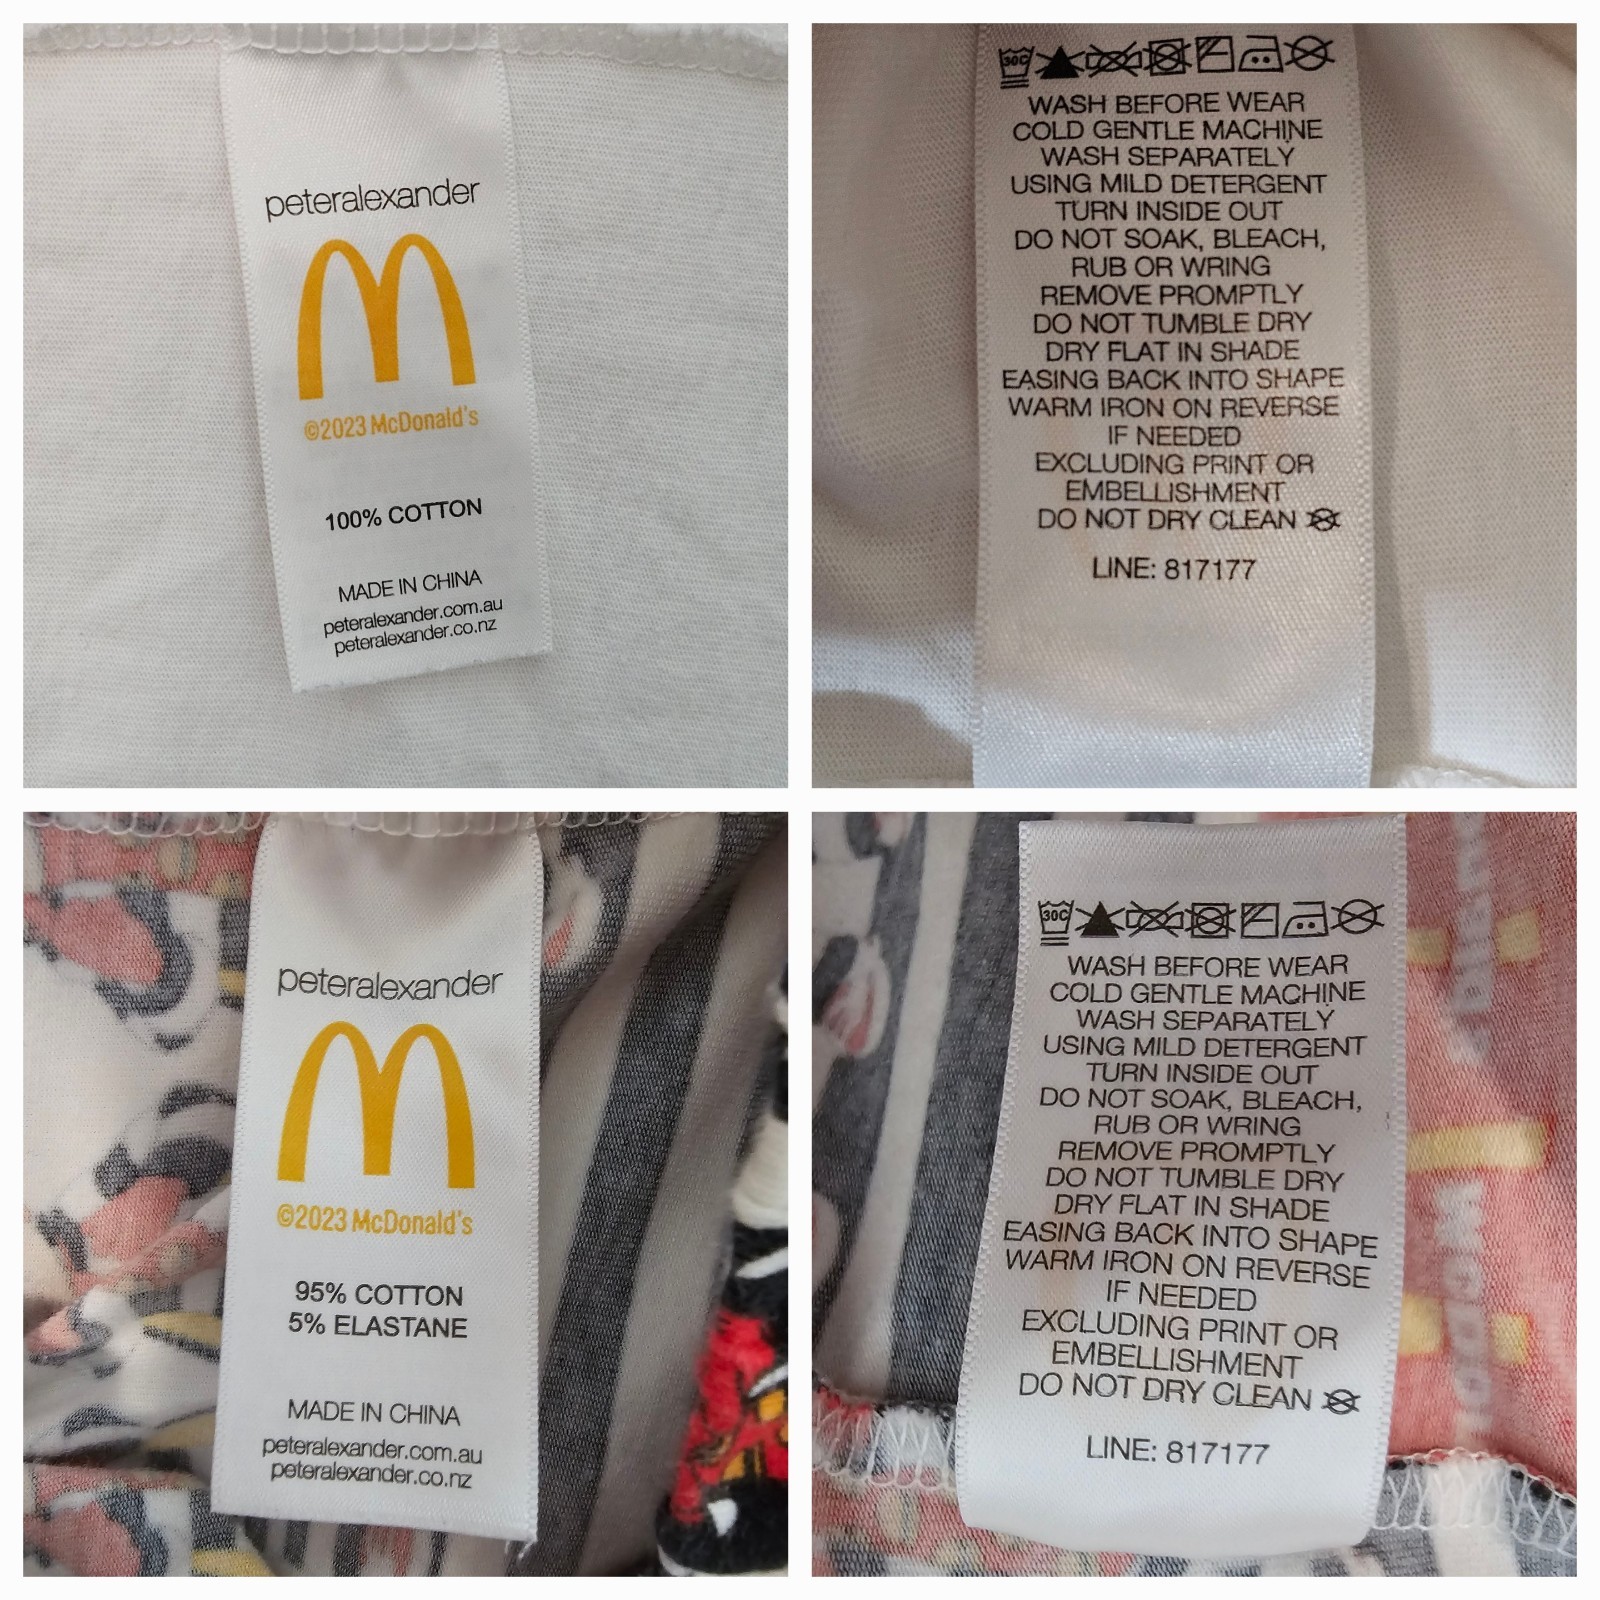 peteralexander
©2023 McDonald's
100% COTTON
MADE IN CHINA
peteralexander.com.au
peteralexander.co.nz
30C
WASH BEFORE WEAR
COLD GENTLE MACHINE
WASH SEPARATELY
USING MILD DETERGENT
TURN INSIDE OUT
DO NOT SOAK, BLEACH,
RUB OR WRING
REMOVE PROMPTLY
DO NOT TUMBLE DRY
DRY FLAT IN SHADE
EASING BACK INTO SHAPE
WARM IRON ON REVERSE
IF NEEDED
EXCLUDING PRINT OR
EMBELLISHMENT
DO NOT DRY CLEAN
LINE: 817177
peteralexander
©2023 McDonald's
95% COTTON
5% ELASTANE
MADE IN CHINA
peteralexander.com.au
peteralexander.co.nz
30C
WASH BEFORE WEAR
COLD GENTLE MACHINE
WASH SEPARATELY
USING MILD DETERGENT
TURN INSIDE OUT
DO NOT SOAK, BLEACH,
RUB OR WRING
REMOVE PROMPTLY
DO NOT TUMBLE DRY
DRY FLAT IN SHADE
EASING BACK INTO SHAPE
WARM IRON ON REVERSE
IF NEEDED
EXCLUDING PRINT OR
EMBELLISHMENT
DO NOT DRY CLEAN
LINE: 817177